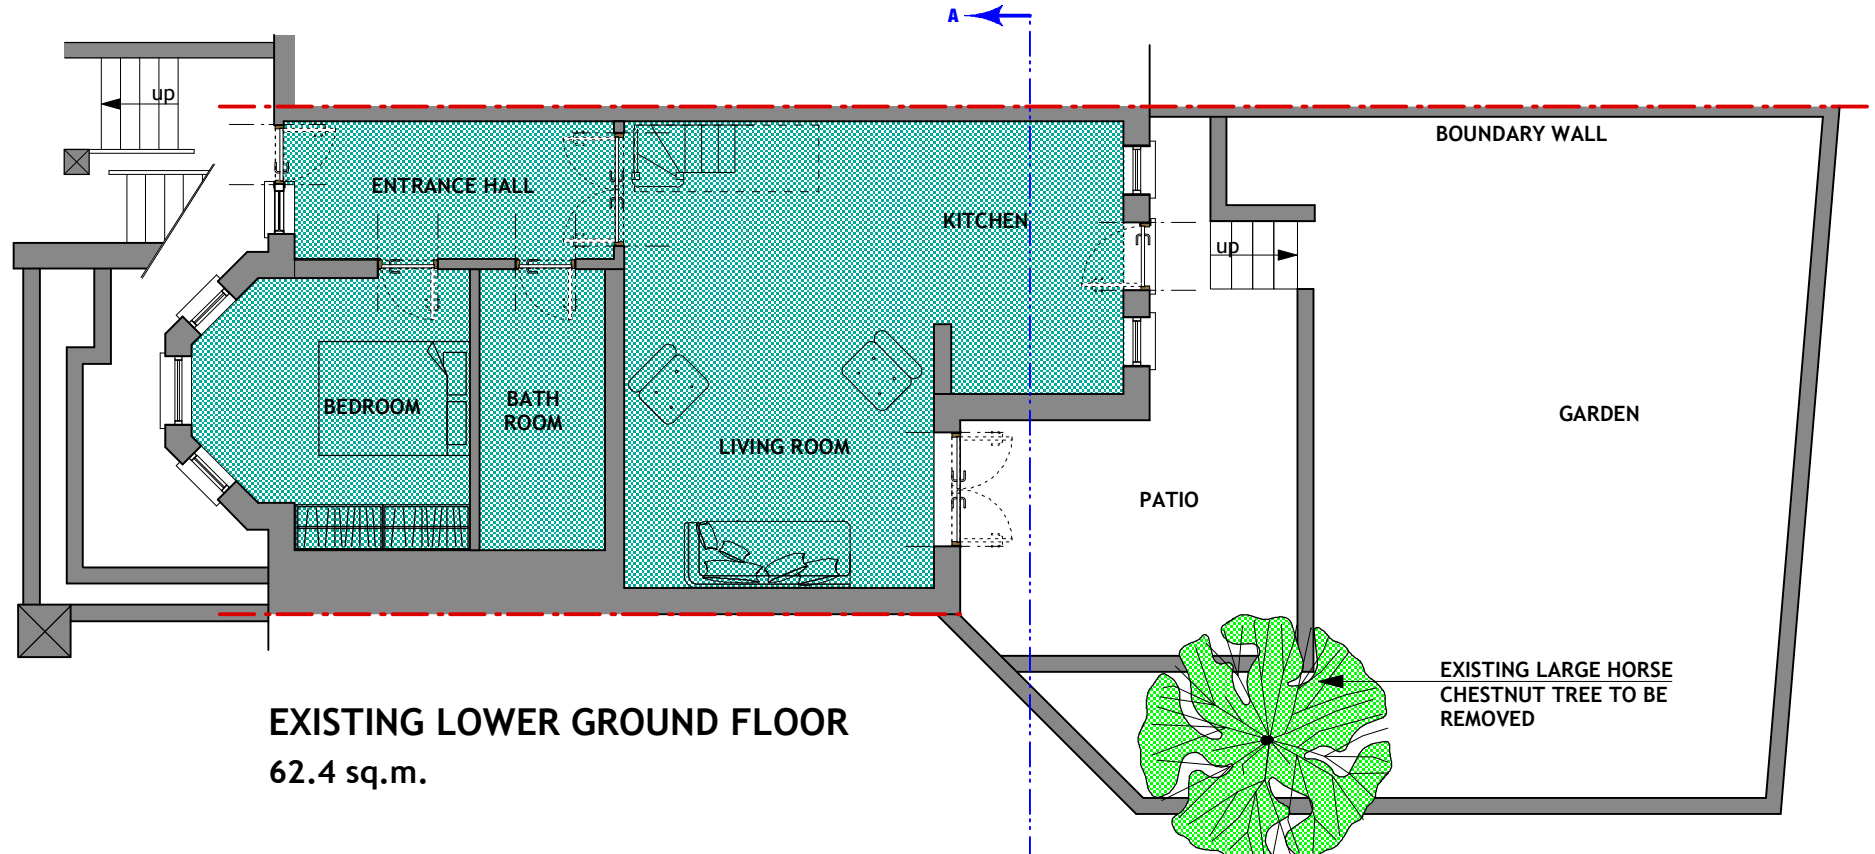 A
up
BOUNDARY WALL
ENTRANCE HALL
KITCHEN
up
BEDROOM
BATH
ROOM
LIVING ROOM
GARDEN
PATIO
EXISTING LARGE HORSE
CHESTNUT TREE TO BE
REMOVED
EXISTING LOWER GROUND FLOOR
62.4 sq.m.